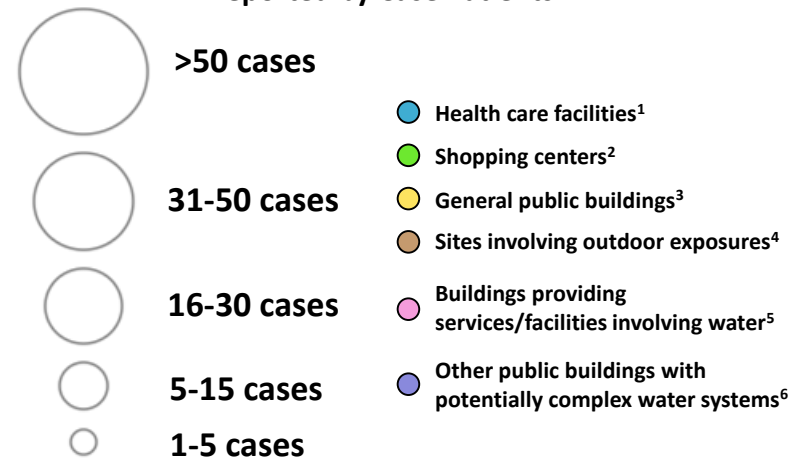 >50 cases
31-50 cases
16-30 cases
5-15 cases
1-5 cases
Health care facilities¹
Shopping centers²
General public buildings³
Sites involving outdoor exposures⁴
Buildings providing
services/facilities involving water⁵
Other public buildings with
potentially complex water systems⁶